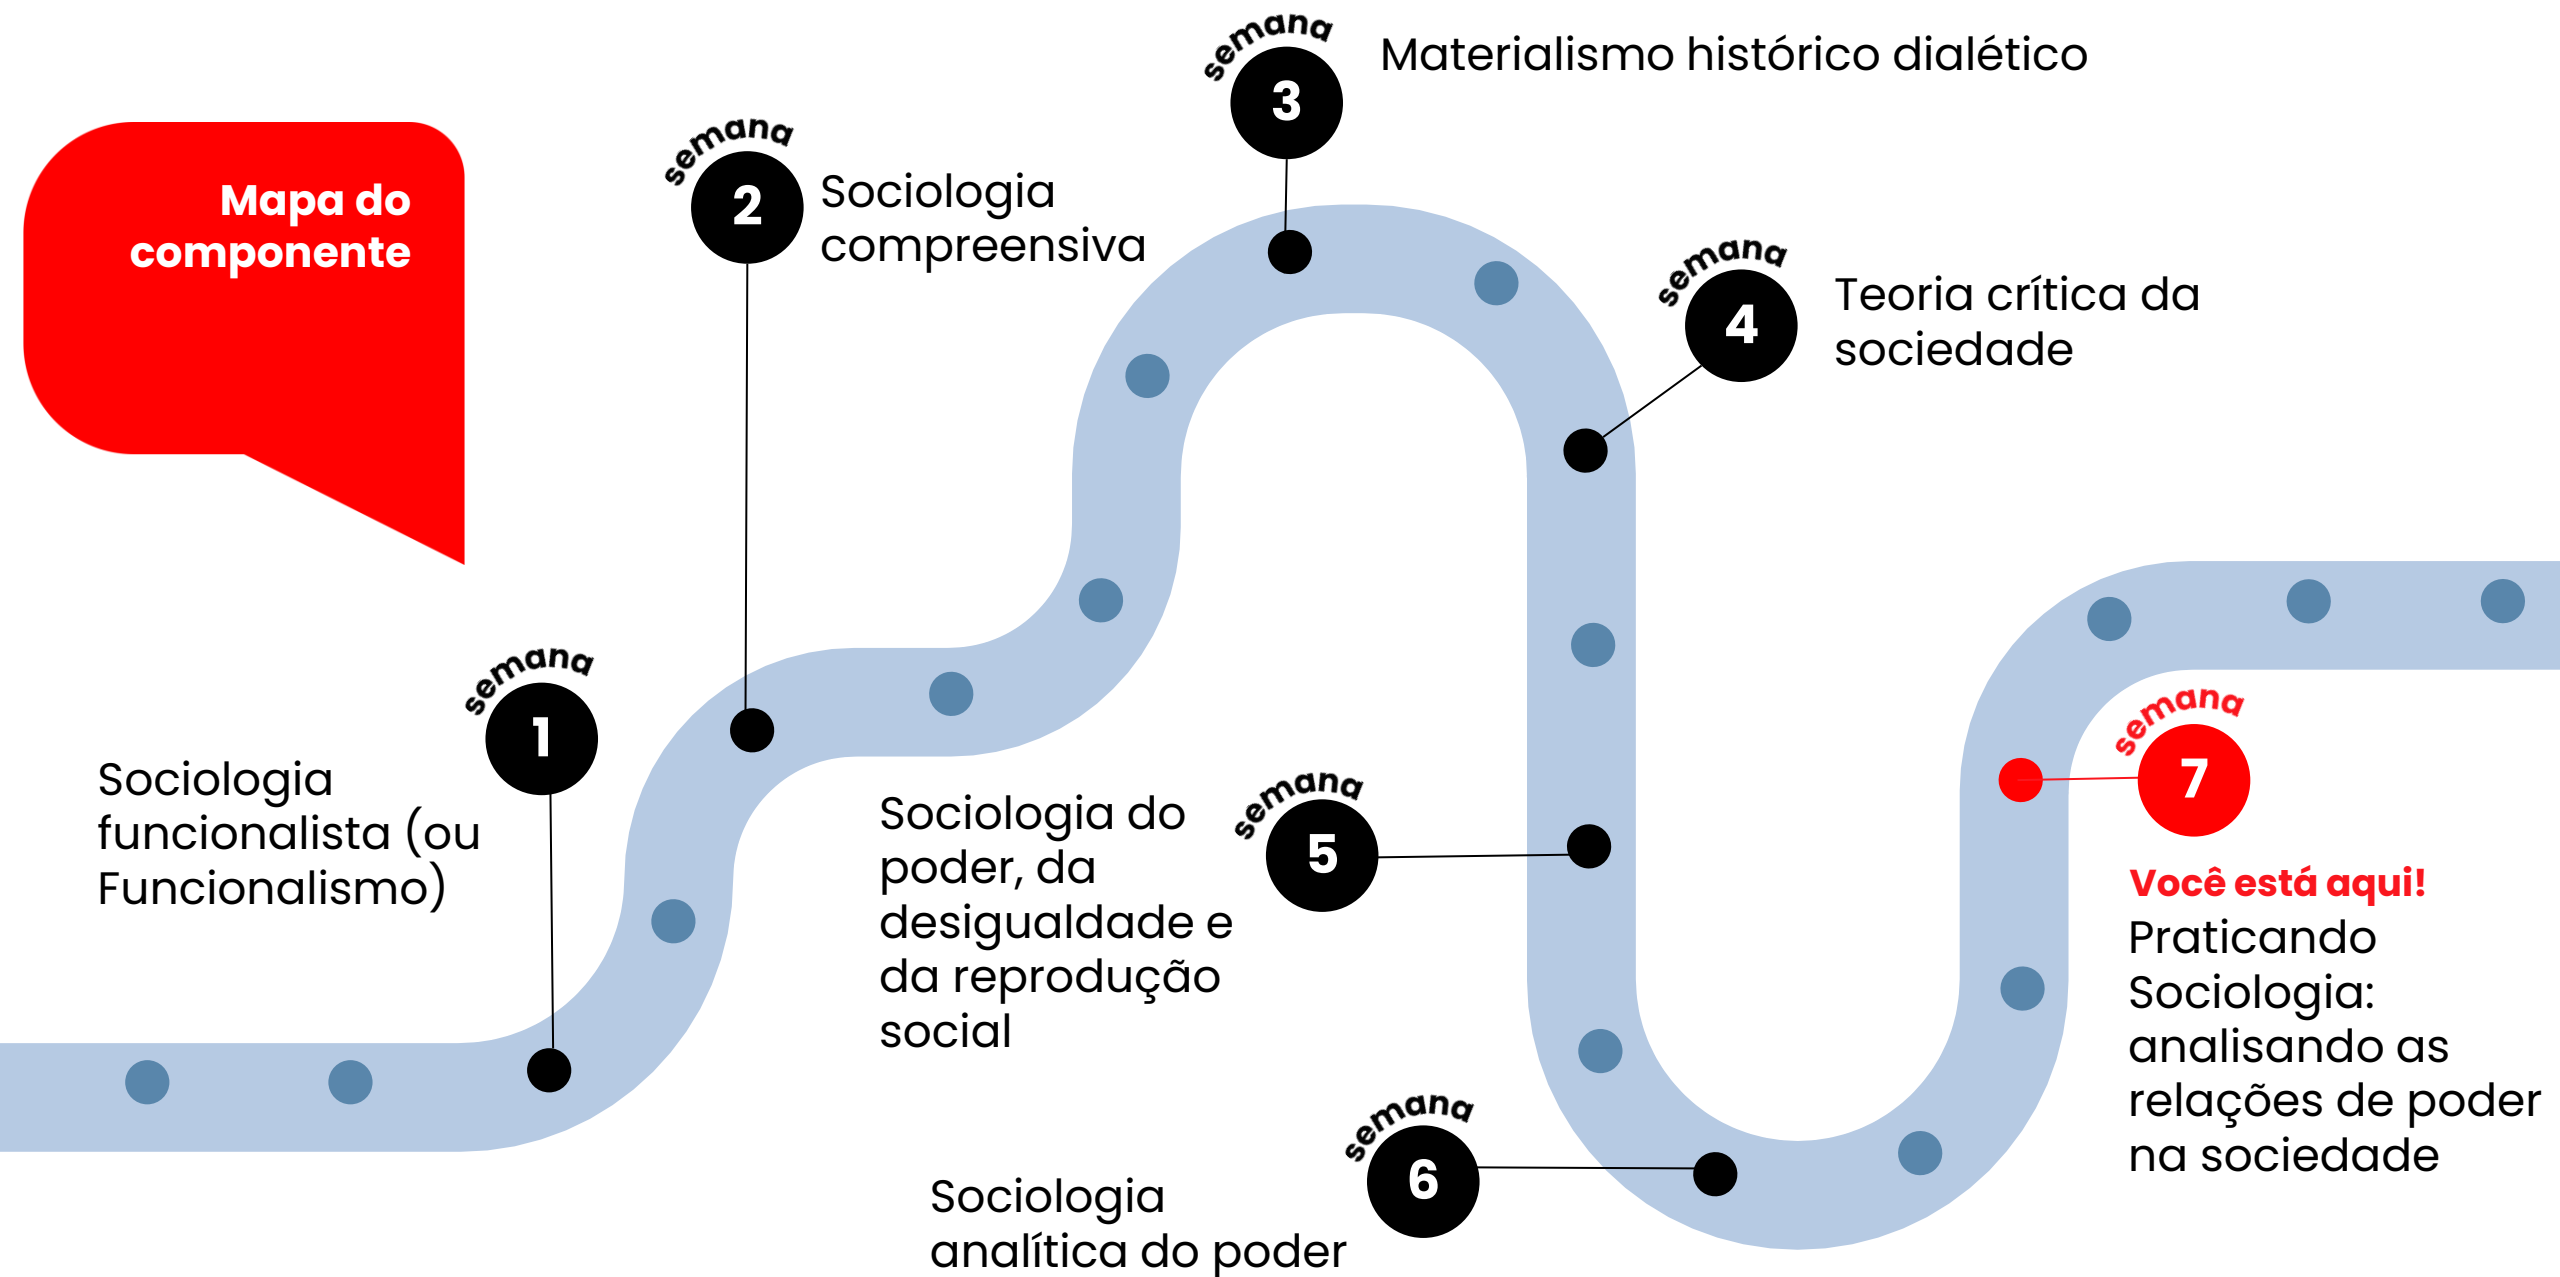 Mapa do
componente
semana
1
Sociologia
funcionalista (ou
Funcionalismo)
semana
2
Sociologia
compreensiva
semana
3
Materialismo histórico dialético
semana
4
Teoria crítica da
sociedade
semana
5
Sociologia do
poder, da
desigualdade e
da reprodução
social
semana
6
Sociologia
analítica do poder
semana
7
Você está aqui!
Praticando
Sociologia:
analisando as
relações de poder
na sociedade